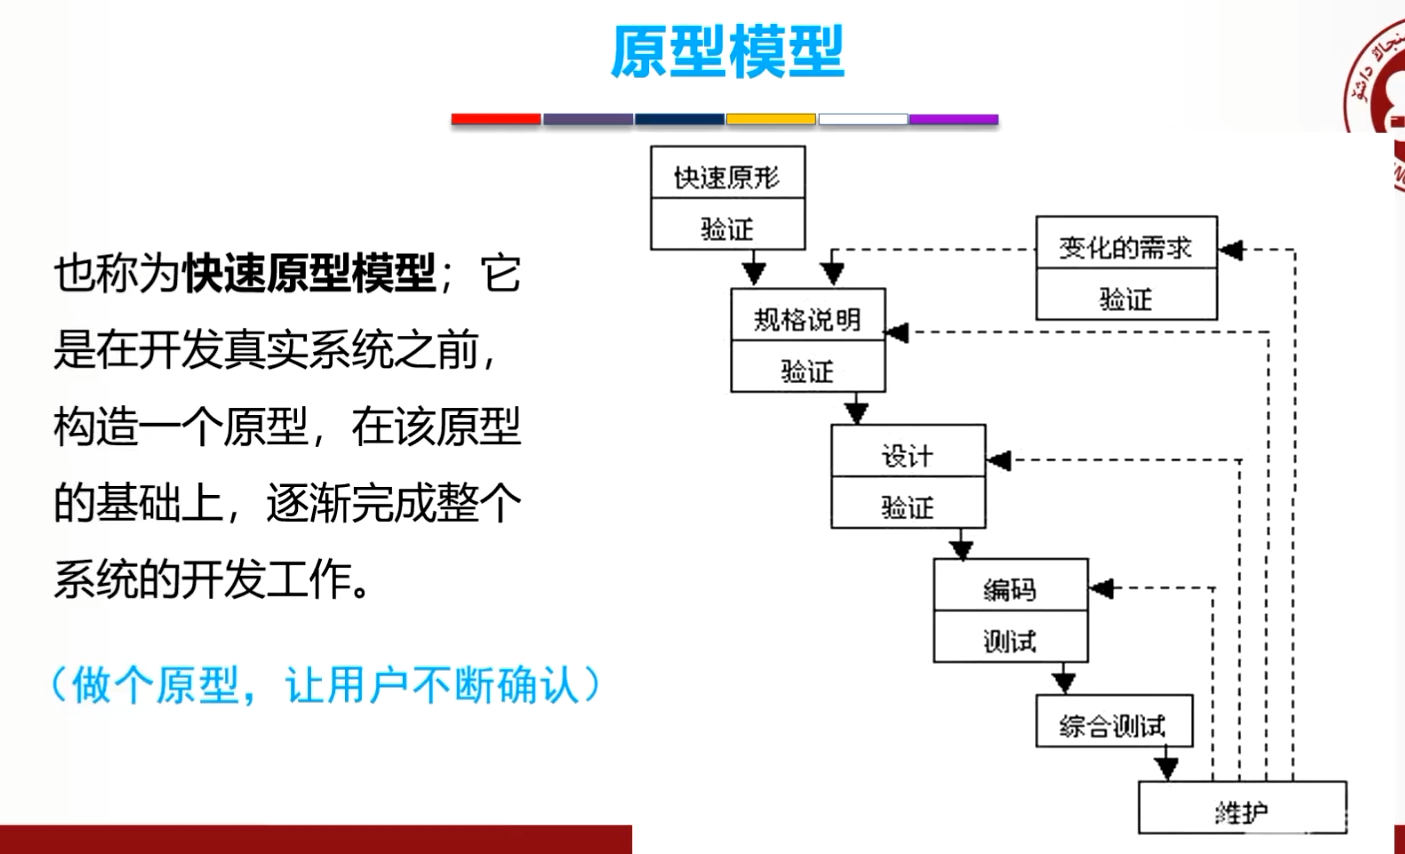 原型模型
也称为快速原型模型；它
是在开发真实系统之前，
构造一个原型，在该原型
的基础上，逐渐完成整个
系统的开发工作。
（做个原型，让用户不断确认）
快速原形
验证
变化的需求
验证
规格说明
验证
设计
验证
编码
测试
综合测试
维护